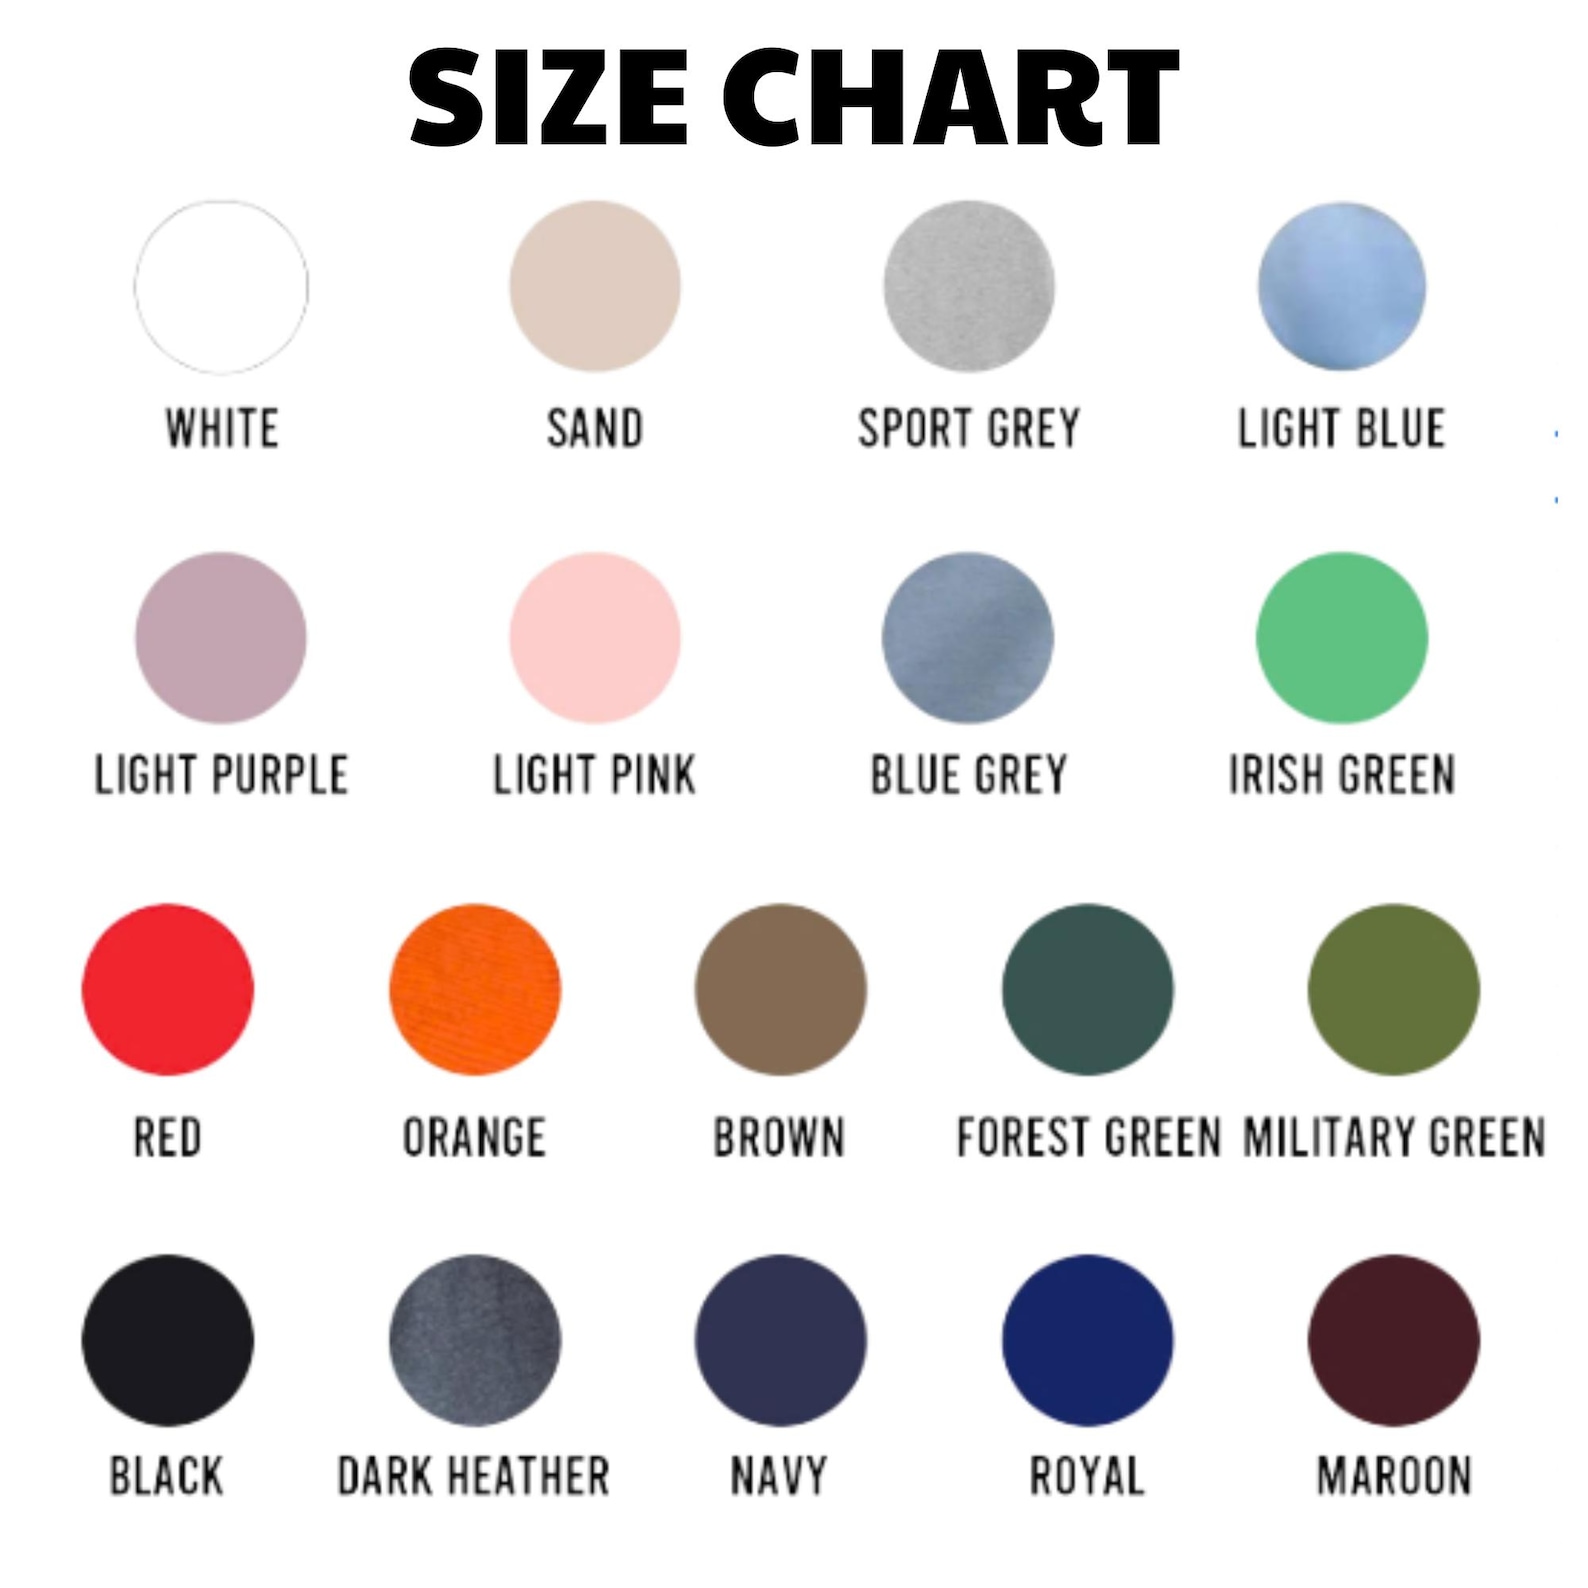 SIZE CHART
WHITE SAND SPORT GREY LIGHT BLUE
LIGHT PURPLE LIGHT PINK BLUE GREY IRISH GREEN
RED ORANGE BROWN FOREST GREEN MILITARY GREEN
BLACK DARK HEATHER NAVY ROYAL MAROON